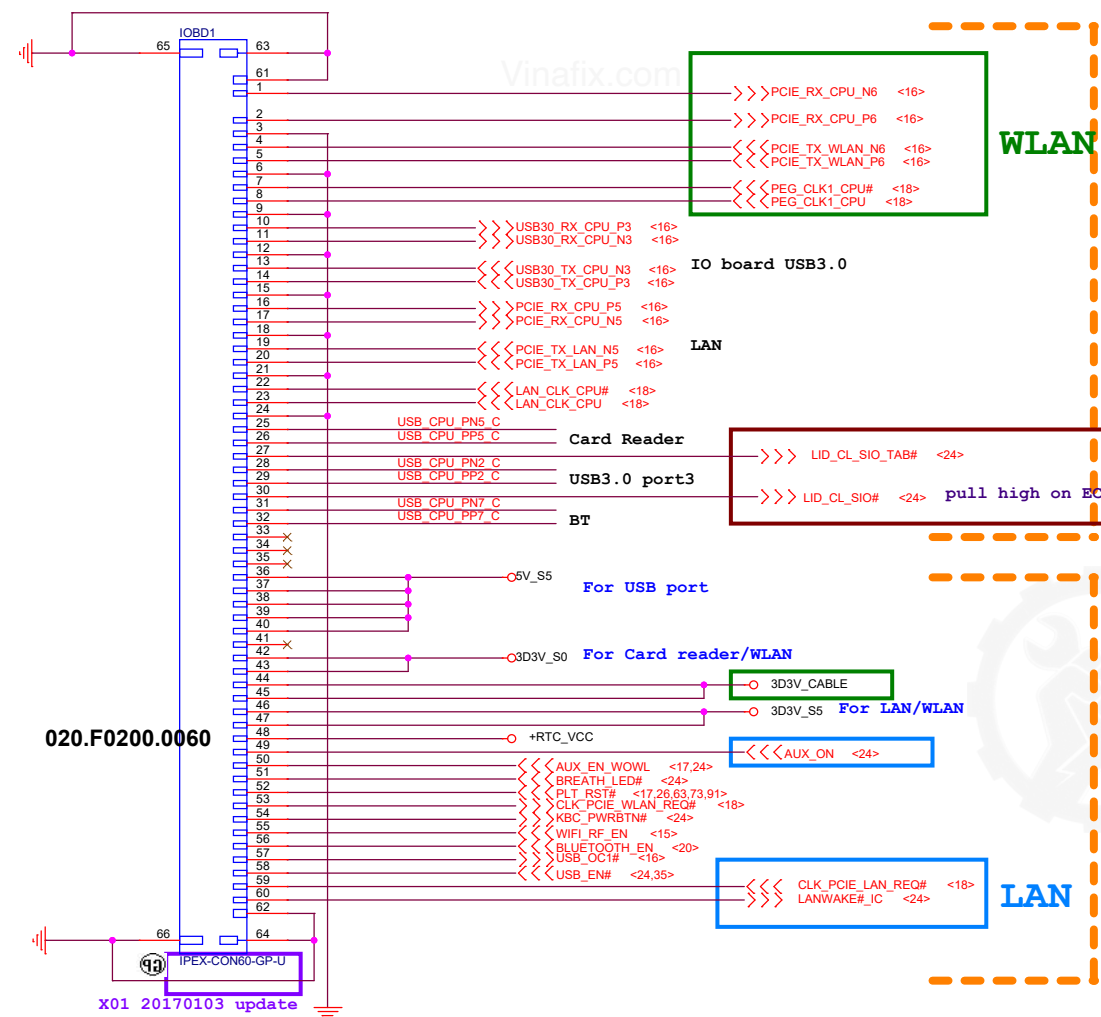 IOBD1
65
63
61
1
Vinafix.com
PCIE_RX_CPU_N6 <16>
2
PCIE_RX_CPU_P6 <16>
3
WLAN
4
PCIE_TX_WLAN_N6 <16>
5
PCIE_TX_WLAN_P6 <16>
6
7
PEG_CLK1_CPU# <18>
8
PEG_CLK1_CPU <18>
9
10
USB30_RX_CPU_P3 <16>
11
USB30_RX_CPU_N3 <16>
12
IO board USB3.0
13
USB30_TX_CPU_N3 <16>
14
USB30_TX_CPU_P3 <16>
15
16
PCIE_RX_CPU_P5 <16>
17
PCIE_RX_CPU_N5 <16>
18
LAN
19
PCIE_TX_LAN_N5 <16>
20
PCIE_TX_LAN_P5 <16>
21
22
LAN_CLK_CPU# <18>
23
LAN_CLK_CPU <18>
24
25
USB_CPU_PN5_C
26
USB_CPU_PP5_C
Card Reader
27
LID_CL_SIO_TAB# <24>
28
USB_CPU_PN2_C
29
USB_CPU_PP2_C
USB3.0 port3
30
LID_CL_SIO# <24> pull high on EC
31
USB_CPU_PN7_C
32
USB_CPU_PP7_C
BT
33
34
35
36
5V_S5
For USB port
37
38
39
40
41
42
3D3V_S0 For Card reader/WLAN
43
44
3D3V_CABLE
45
46
3D3V_S5 For LAN/WLAN
47
48
+RTC_VCC
020.F0200.0060
49
AUX_ON <24>
50
AUX_EN_WOWL <17,24>
51
BREATH_LED# <24>
52
PLT_RST# <17,26,63,73,91>
53
CLK_PCIE_WLAN_REQ# <18>
54
KBC_PWRBTN# <24>
55
WIFI_RF_EN <15>
56
BLUETOOTH_EN <20>
57
USB_OC1# <16>
58
USB_EN# <24,35>
59
CLK_PCIE_LAN_REQ# <18>
60
LANWAKE#_IC <24>
LAN
62
66
64
GP
IPEX-CON60-GP-U
X01 20170103 update